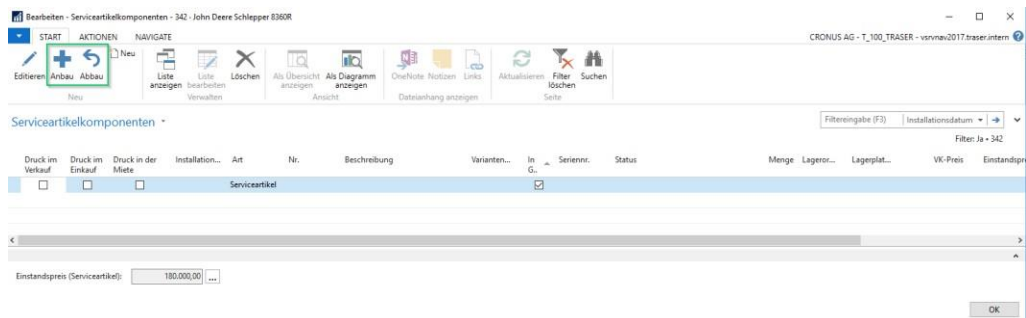 Bearbeiten - Serviceartikelkomponenten - 342 · John Deere Schlepper 8360R
START AKTIONEN NAVIGATE CRONUS AG - T_100_TRASER - vsrvnav2017.traser.intern
Editieren Anbau Abbau Neu Liste anzeigen Liste bearbeiten Löschen Als Übersicht anzeigen Als Diagramm anzeigen OneNote Notizen Links Aktualisieren Filter löschen Suchen
Neu Verwalten Ansicht Dateianhang anzeigen Seite
Serviceartikelkomponenten Filtereingabe (F3) Installationsdatum
Filter: Ja • 342
Druck im Verkauf Druck im Einkauf Druck in der Miete Installation... Art Nr. Beschreibung Varianten... In G.. Seriennr. Status Menge Lageror... Lagerplat... VK-Preis Einstandspre
Serviceartikel
Einstandspreis (Serviceartikel): 180.000,00 ...
OK